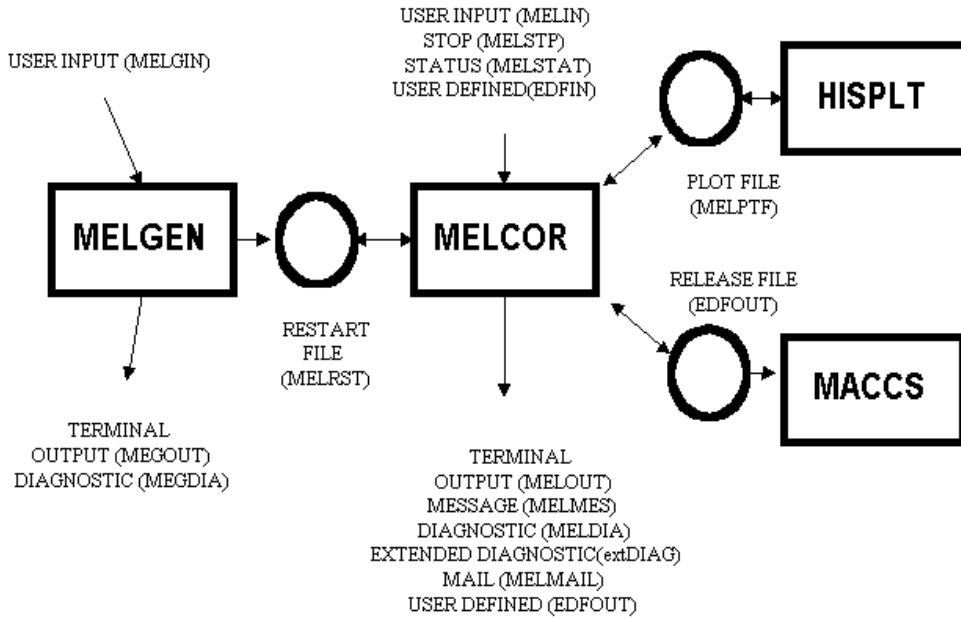 USER INPUT (MELGIN)
USER INPUT (MELIN)
STOP (MELSTP)
STATUS (MELSTAT)
USER DEFINED(EDFIN)
MELGEN
RESTART
FILE
(MELRST)
MELCOR
HISPLT
PLOT FILE
(MELPTF)
RELEASE FILE
(EDFOUT)
MACCS
TERMINAL
OUTPUT (MEGOUT)
DIAGNOSTIC (MEGDIA)
TERMINAL
OUTPUT (MELOUT)
MESSAGE (MELMES)
DIAGNOSTIC (MELDIA)
EXTENDED DIAGNOSTIC(extDIAG)
MAIL (MELMAIL)
USER DEFINED (EDFOUT)